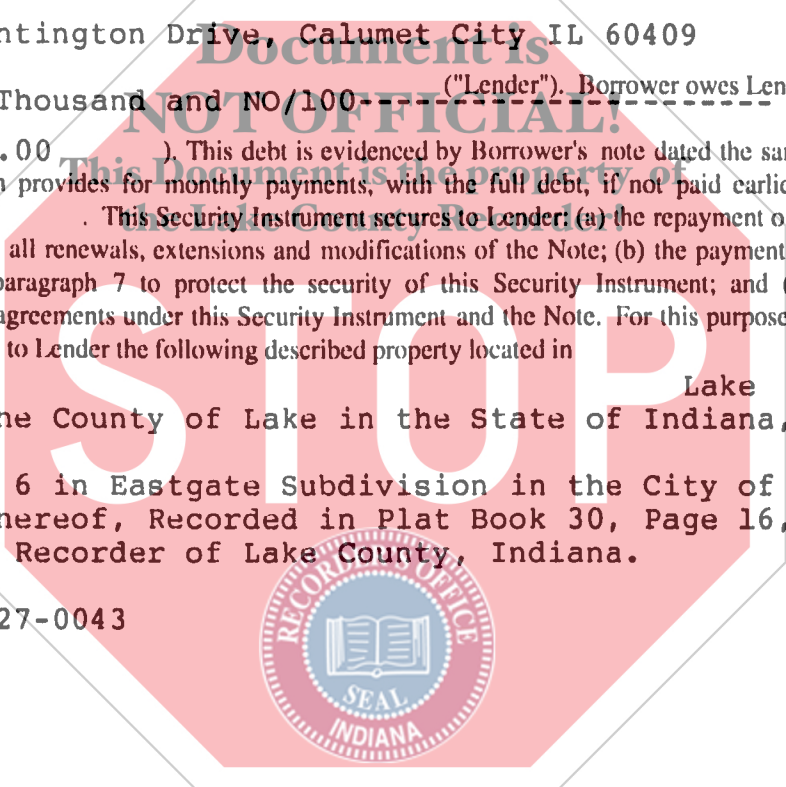 ntington Drive, Calumet City IL 60409
Document is
("Lender"). Borrower owes Len
Thousand and NO/100-----
NOT OFFICIAL!
.00 ). This debt is evidenced by Borrower's note dated the sa
This Document is the property of
provides for monthly payments, with the full debt, if not paid earli
the Lake County Recorder!
. This Security Instrument secures to Lender: (a) the repayment o
all renewals, extensions and modifications of the Note; (b) the payment
paragraph 7 to protect the security of this Security Instrument; and (
agreements under this Security Instrument and the Note. For this purpose
to Lender the following described property located in
Lake
ne County of Lake in the State of Indiana,
STOP
6 in Eastgate Subdivision in the City of
hereof, Recorded in Plat Book 30, Page 16,
Recorder of Lake County, Indiana.
27-0043
RECORDER'S OFFICE
SEAL
INDIANA